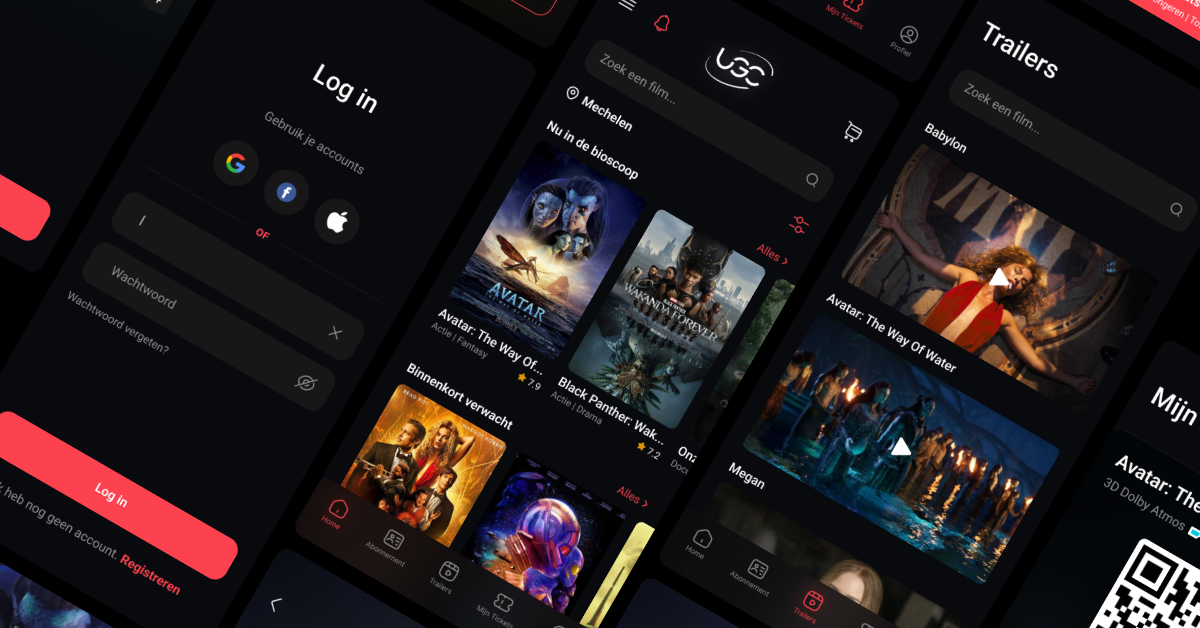 Log in
Gebruik je accounts
OF
Wachtwoord
Wachtwoord vergeten?
Log in
k heb nog geen account. Registreren
UGC
Zoek een film...
Mechelen
Nu in de bioscoop
Alles
AVATAR
Avatar: The Way Of...
Actie | Fantasy
7.9
WAKANDA FOREVER
Black Panther: Wak...
Actie | Drama
7.2
Onz
Doc
Binnenkort verwacht
Alles
BRAD PITT
Home
Abonnement
Trailers
Mijn Tickets
Mijn Tickets
Profiel
Trailers
Zoek een film...
Babylon
Avatar: The Way Of Water
Megan
Home
Abonnement
Trailers
Mijn
Avatar: The
3D Dolby Atmos